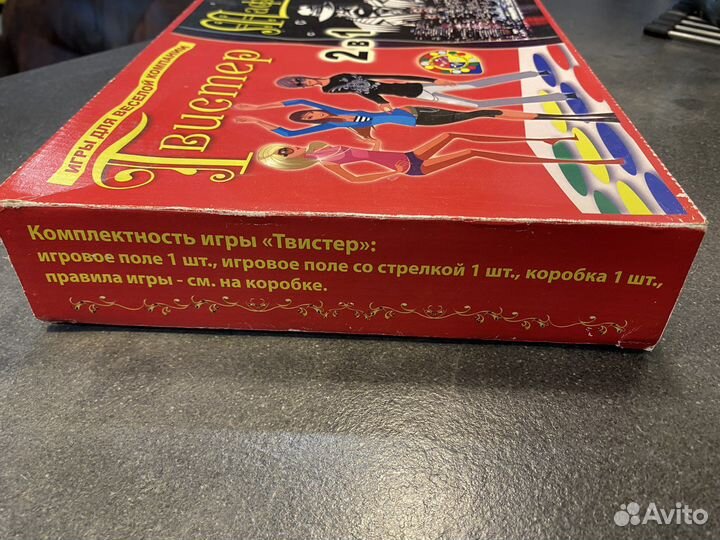 ИГРЫ ДЛЯ ВЕСЕЛОЙ КОМПАНИИ
Твистер
2 в 1
Комплектность игры «Твистер»:
игровое поле 1 шт., игровое поле со стрелкой 1 шт., коробка 1 шт.,
правила игры - см. на коробке.
Avito